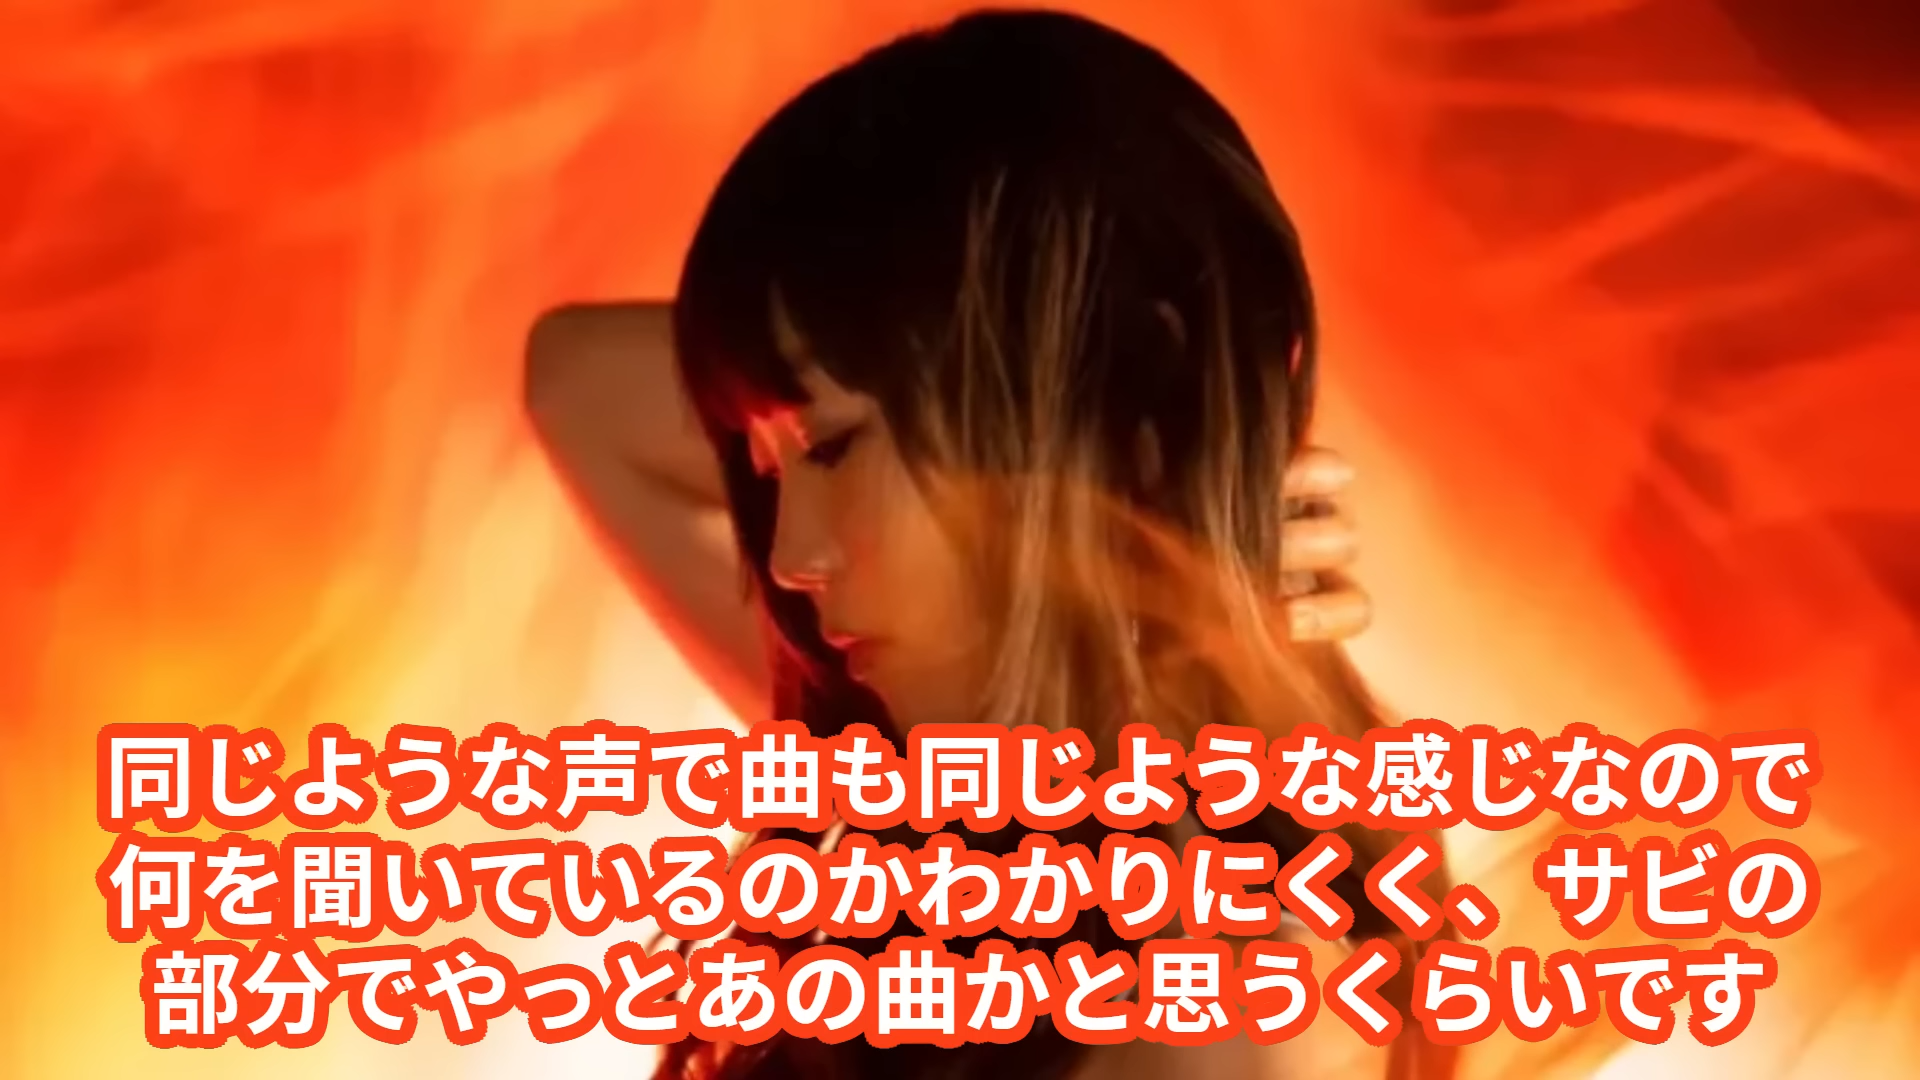 同じような声で曲も同じような感じなので
何を聞いているのかわかりにくく、サビの
部分でやっとあの曲かと思うくらいです